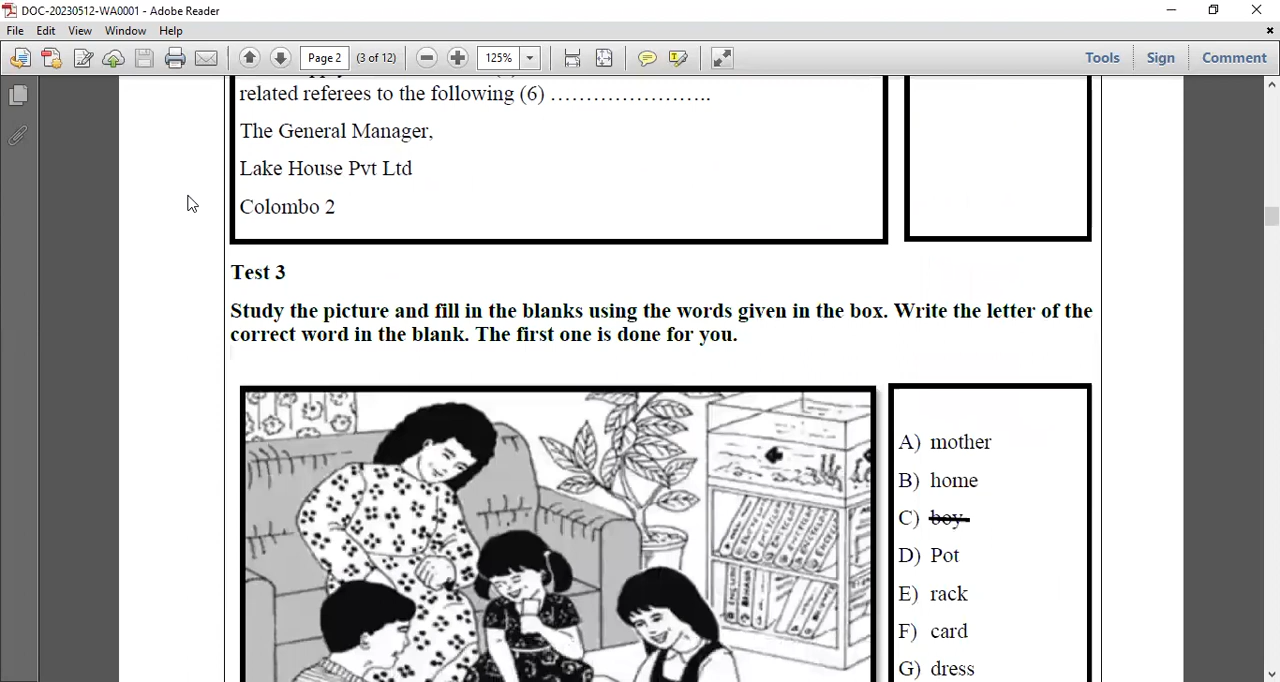 DOC-20230512-WA0001 - Adobe Reader
File Edit View Window Help
Page 2 (3 of 12) 125% Tools Sign Comment
related referees to the following (6) …………………..
The General Manager,
Lake House Pvt Ltd
Colombo 2
Test 3
Study the picture and fill in the blanks using the words given in the box. Write the letter of the
correct word in the blank. The first one is done for you.
A) mother
B) home
C) boy
D) Pot
E) rack
F) card
G) dress